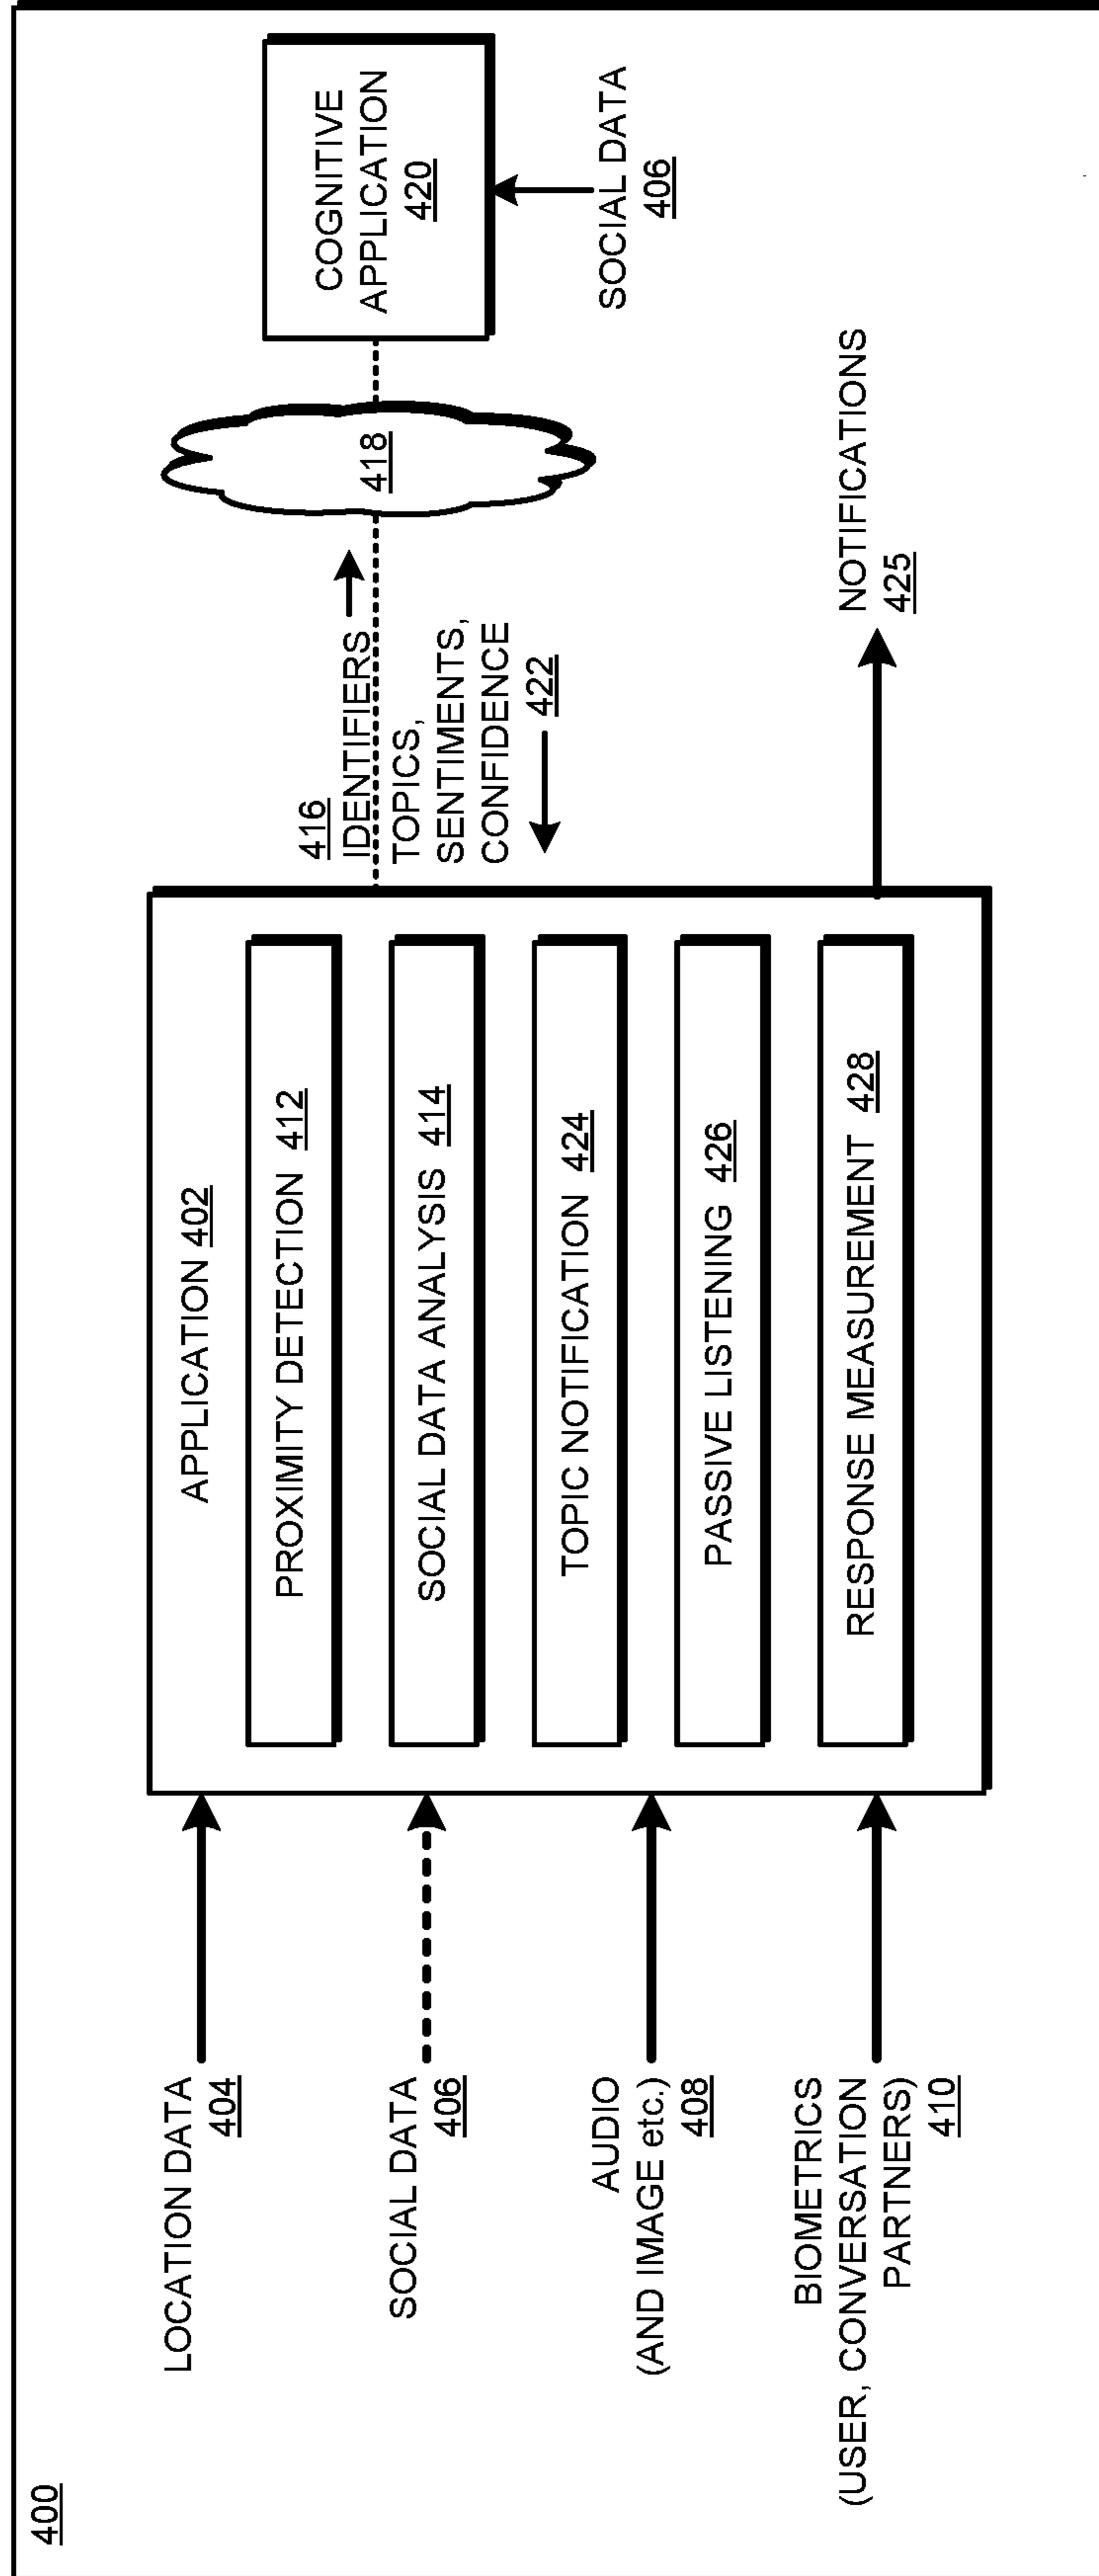 400
LOCATION DATA
404
SOCIAL DATA
406
AUDIO
(AND IMAGE etc.)
408
BIOMETRICS
(USER, CONVERSATION
PARTNERS)
410
APPLICATION 402
PROXIMITY DETECTION 412
SOCIAL DATA ANALYSIS 414
TOPIC NOTIFICATION 424
PASSIVE LISTENING 426
RESPONSE MEASUREMENT 428
416
IDENTIFIERS
TOPICS,
SENTIMENTS,
CONFIDENCE
422
418
COGNITIVE
APPLICATION
420
SOCIAL DATA
406
NOTIFICATIONS
425